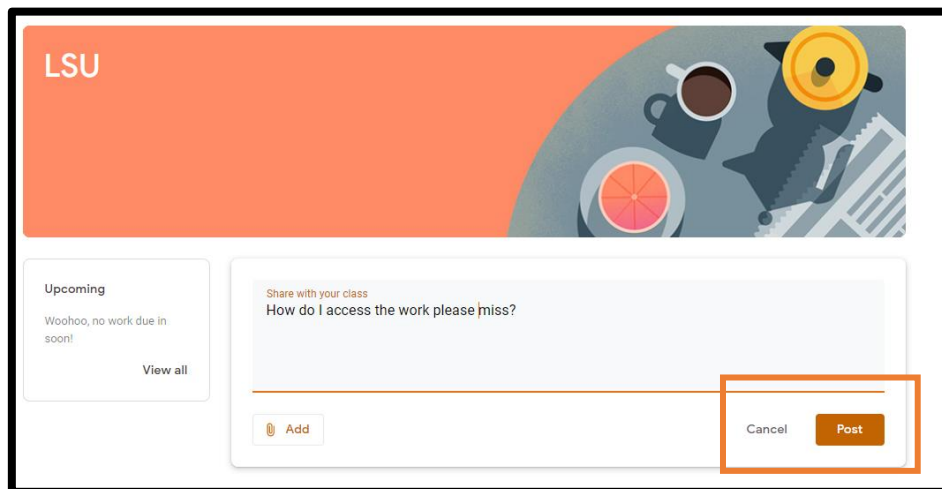 LSU
Upcoming
Woohoo, no work due in
soon!
View all
Share with your class
How do I access the work please miss?
Add
Cancel
Post